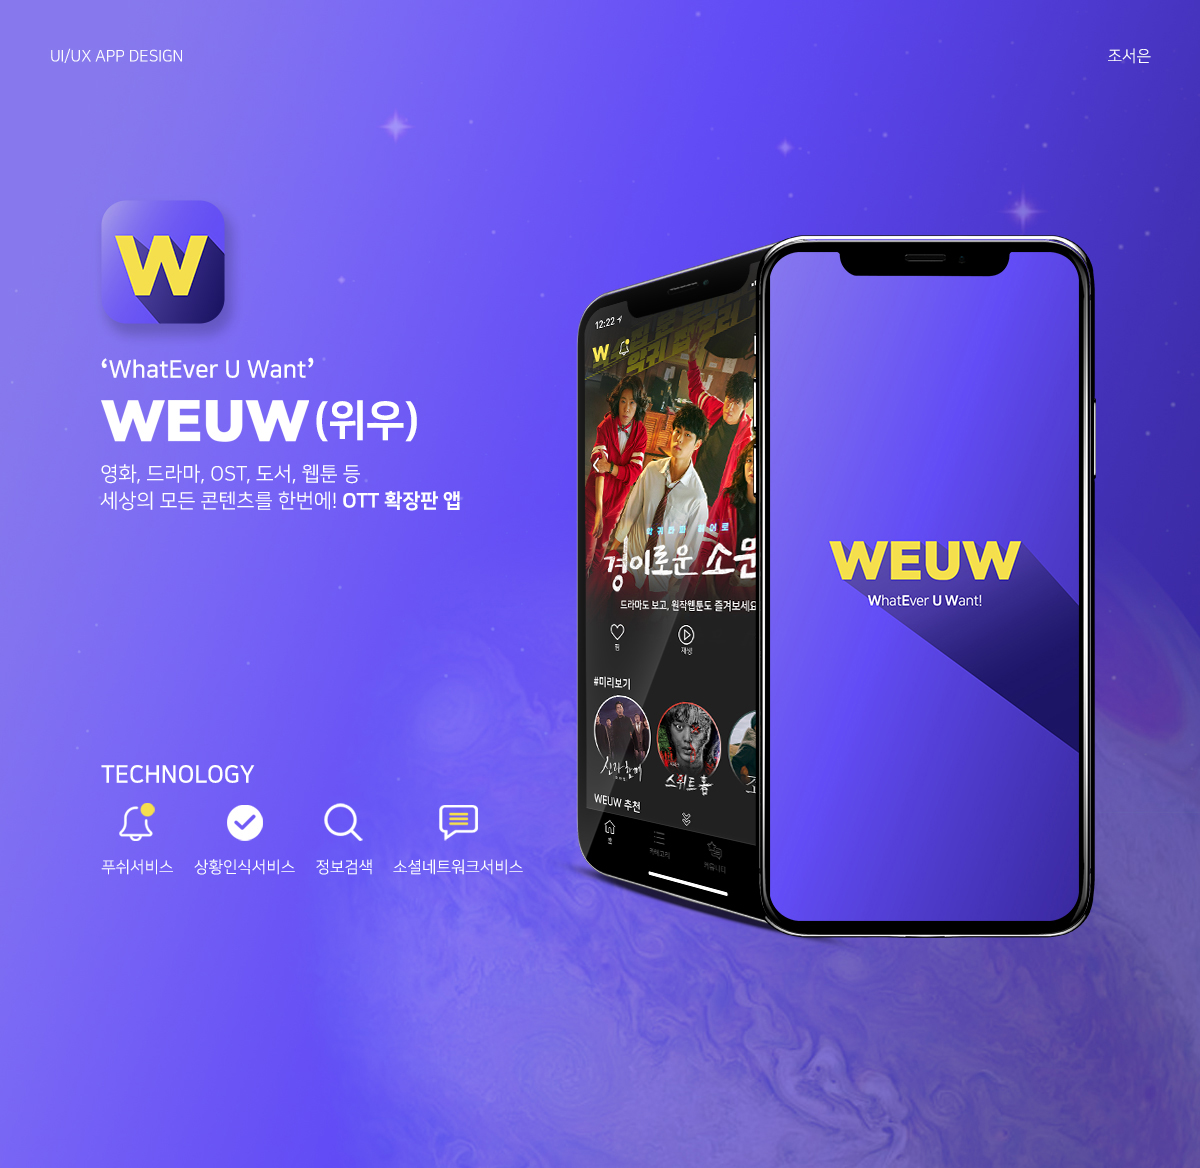 UI/UX APP DESIGN
조서은
W
‘WhatEver U Want’
WEUW (위우)
영화, 드라마, OST, 도서, 웹툰 등
세상의 모든 콘텐츠를 한번에! OTT 확장판 앱
TECHNOLOGY
푸쉬서비스 상황인식서비스 정보검색 소셜네트워크서비스
12:22
W
경이로운 소문
드라마도 보고, 원작웹툰도 즐겨보세요
찜 재생
#미리보기
신과함께
스위트홈
WEUW 추천
홈 카테고리 커뮤니티
WEUW
WhatEver U Want!